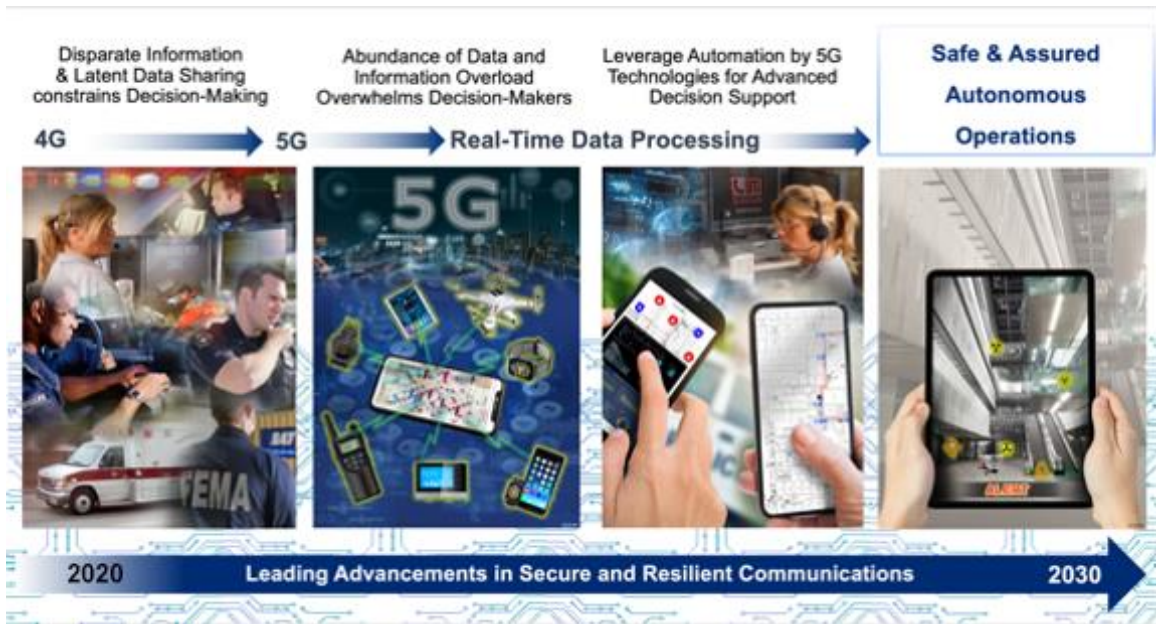 Disparate Information
& Latent Data Sharing
constrains Decision-Making
Abundance of Data and
Information Overload
Overwhelms Decision-Makers
Leverage Automation by 5G
Technologies for Advanced
Decision Support
Safe & Assured
Autonomous
Operations
4G
5G
Real-Time Data Processing
5G
FEMA
ALERT
2020
Leading Advancements in Secure and Resilient Communications
2030